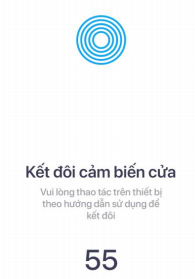 Kết đôi cảm biến cửa
Vui lòng thao tác trên thiết bị
theo hướng dẫn sử dụng để
kết đôi
55